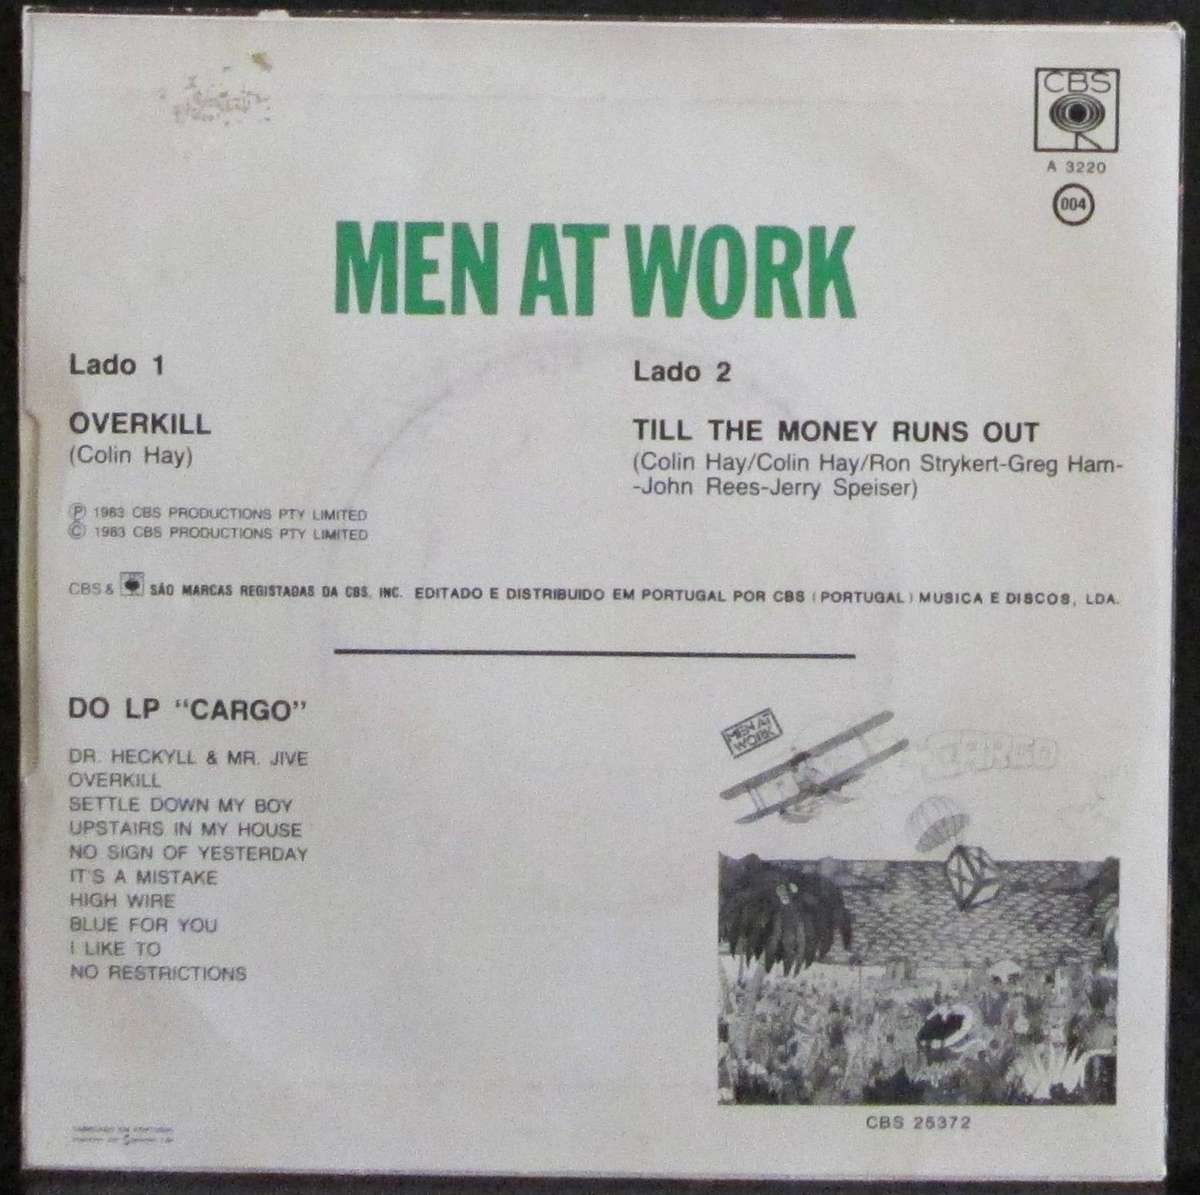 CBS
A 3220
004
MEN AT WORK
Lado 1
OVERKILL
(Colin Hay)
Lado 2
TILL THE MONEY RUNS OUT
(Colin Hay/Colin Hay/Ron Strykert-Greg Ham-
-John Rees-Jerry Speiser)
Ⓟ 1983 CBS PRODUCTIONS PTY LIMITED
© 1983 CBS PRODUCTIONS PTY LIMITED
CBS & SÃO MARCAS REGISTADAS DA CBS, INC. EDITADO E DISTRIBUIDO EM PORTUGAL POR CBS (PORTUGAL) MUSICA E DISCOS, LDA.
DO LP "CARGO"
DR. HECKYLL & MR. JIVE
OVERKILL
SETTLE DOWN MY BOY
UPSTAIRS IN MY HOUSE
NO SIGN OF YESTERDAY
IT'S A MISTAKE
HIGH WIRE
BLUE FOR YOU
I LIKE TO
NO RESTRICTIONS
MEN AT
WORK
CARGO
CBS 25372
FABRICADO EM PORTUGAL